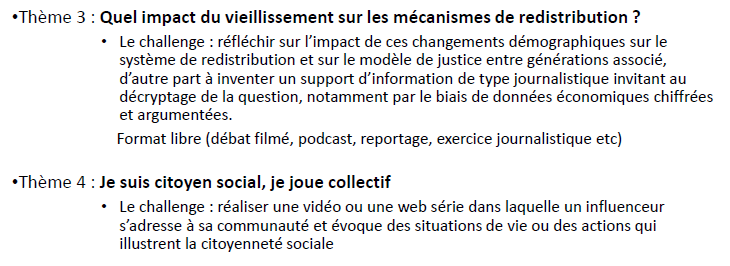 •Thème 3 : Quel impact du vieillissement sur les mécanismes de redistribution ?
• Le challenge : réfléchir sur l'impact de ces changements démographiques sur le
système de redistribution et sur le modèle de justice entre générations associé,
d'autre part à inventer un support d'information de type journalistique invitant au
décryptage de la question, notamment par le biais de données économiques chiffrées
et argumentées.
Format libre (débat filmé, podcast, reportage, exercice journalistique etc)
•Thème 4 : Je suis citoyen social, je joue collectif
• Le challenge : réaliser une vidéo ou une web série dans laquelle un influenceur
s'adresse à sa communauté et évoque des situations de vie ou des actions qui
illustrent la citoyenneté sociale